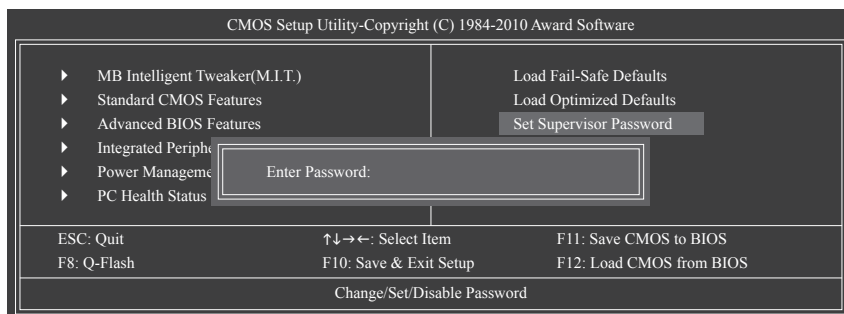 CMOS Setup Utility-Copyright (C) 1984-2010 Award Software
MB Intelligent Tweaker(M.I.T.)
Standard CMOS Features
Advanced BIOS Features
Integrated Periphe
Power Manageme
PC Health Status
Load Fail-Safe Defaults
Load Optimized Defaults
Set Supervisor Password
Enter Password:
ESC: Quit ↑↓→←: Select Item F11: Save CMOS to BIOS
F8: Q-Flash F10: Save & Exit Setup F12: Load CMOS from BIOS
Change/Set/Disable Password